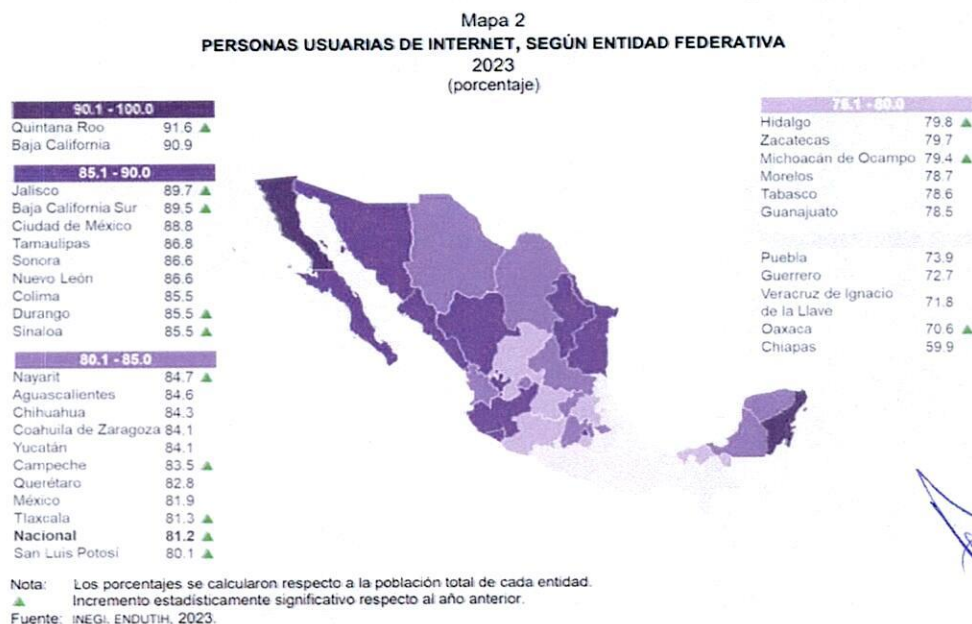 Mapa 2
PERSONAS USUARIAS DE INTERNET, SEGÚN ENTIDAD FEDERATIVA
2023
(porcentaje)
90.1 - 100.0
Quintana Roo 91.6 ▲
Baja California 90.9
85.1 - 90.0
Jalisco 89.7 ▲
Baja California Sur 89.5 ▲
Ciudad de México 88.8
Tamaulipas 86.8
Sonora 86.6
Nuevo León 86.6
Colima 85.5
Durango 85.5 ▲
Sinaloa 85.5 ▲
80.1 - 85.0
Nayarit 84.7 ▲
Aguascalientes 84.6
Chihuahua 84.3
Coahuila de Zaragoza 84.1
Yucatán 84.1
Campeche 83.5 ▲
Querétaro 82.8
México 81.9
Tlaxcala 81.3 ▲
Nacional 81.2 ▲
San Luis Potosí 80.1 ▲
75.1 - 80.0
Hidalgo 79.8 ▲
Zacatecas 79.7
Michoacán de Ocampo 79.4 ▲
Morelos 78.7
Tabasco 78.6
Guanajuato 78.5
Puebla 73.9
Guerrero 72.7
Veracruz de Ignacio
de la Llave 71.8
Oaxaca 70.6 ▲
Chiapas 59.9
Nota: Los porcentajes se calcularon respecto a la población total de cada entidad.
▲ Incremento estadísticamente significativo respecto al año anterior.
Fuente: INEGI. ENDUTIH, 2023.